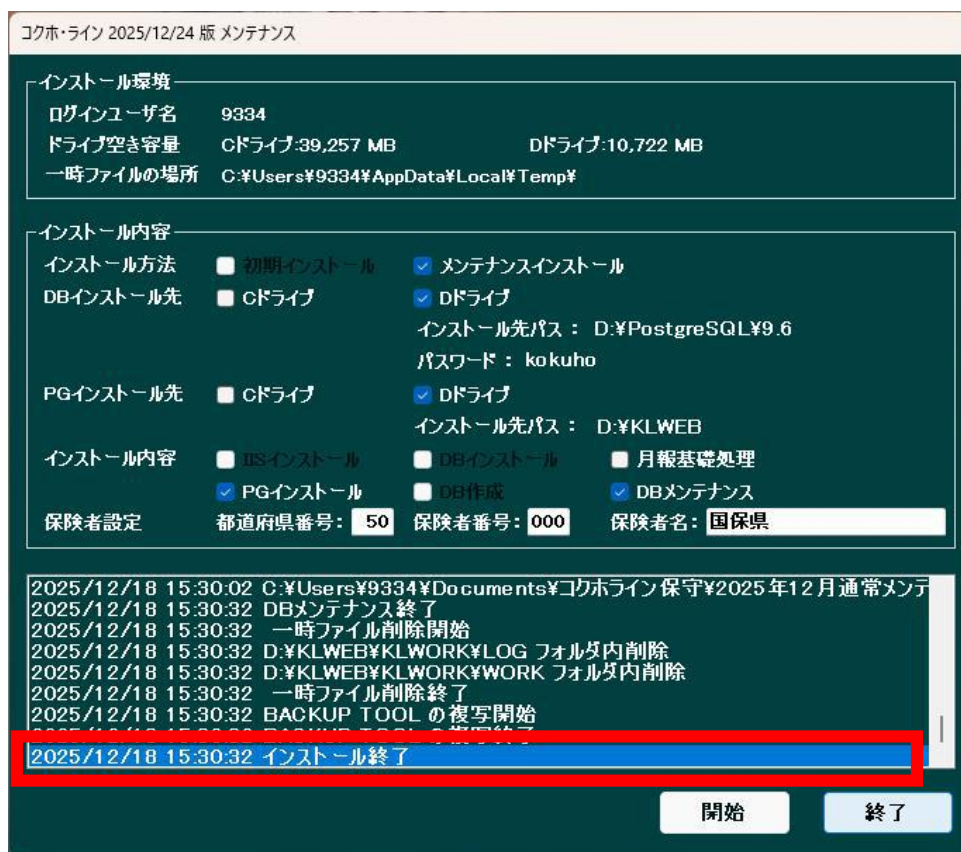 コクホ・ライン 2025/12/24 版 メンテナンス
インストール環境
ログインユーザ名 9334
ドライブ空き容量 Cドライブ:39,257 MB Dドライブ:10,722 MB
一時ファイルの場所 C:¥Users¥9334¥AppData¥Local¥Temp¥
インストール内容
インストール方法 初期インストール メンテナンスインストール
DBインストール先 Cドライブ Dドライブ
インストール先パス： D:¥PostgreSQL¥9.6
パスワード： kokuho
PGインストール先 Cドライブ Dドライブ
インストール先パス： D:¥KLWEB
インストール内容 IISインストール DBインストール 月報基礎処理
PGインストール DB作成 DBメンテナンス
保険者設定 都道府県番号: 50 保険者番号: 000 保険者名: 国保県
2025/12/18 15:30:02 C:¥Users¥9334¥Documents¥コクホライン保守¥2025年12月通常メンテ
2025/12/18 15:30:32 DBメンテナンス終了
2025/12/18 15:30:32 一時ファイル削除開始
2025/12/18 15:30:32 D:¥KLWEB¥KLWORK¥LOG フォルダ内削除
2025/12/18 15:30:32 D:¥KLWEB¥KLWORK¥WORK フォルダ内削除
2025/12/18 15:30:32 一時ファイル削除終了
2025/12/18 15:30:32 BACKUP TOOL の複写開始
2025/12/18 15:30:32 BACKUP TOOL の複写終了
2025/12/18 15:30:32 インストール終了
開始 終了